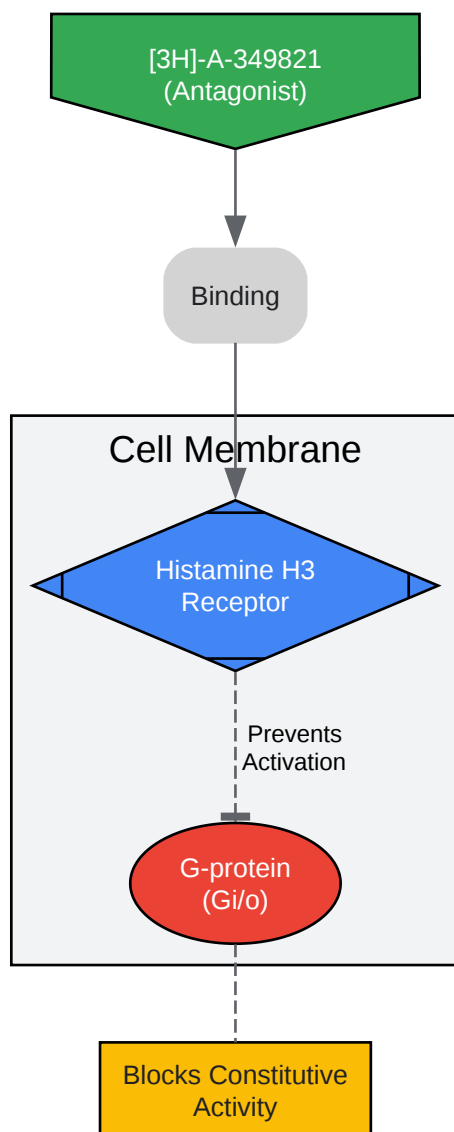 [3H]-A-349821
(Antagonist)
Binding
Cell Membrane
Histamine H3
Receptor
Prevents
Activation
G-protein
(Gi/o)
Blocks Constitutive
Activity